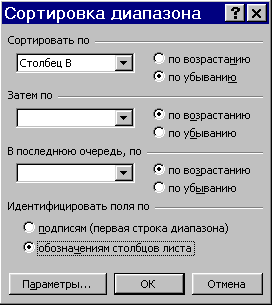 Сортировка диапазона
Сортировать по
Столбец B
по возрастанию
по убыванию
Затем по
по возрастанию
по убыванию
В последнюю очередь, по
по возрастанию
по убыванию
Идентифицировать поля по
подписям (первая строка диапазона)
обозначениям столбцов листа
Параметры... OK Отмена